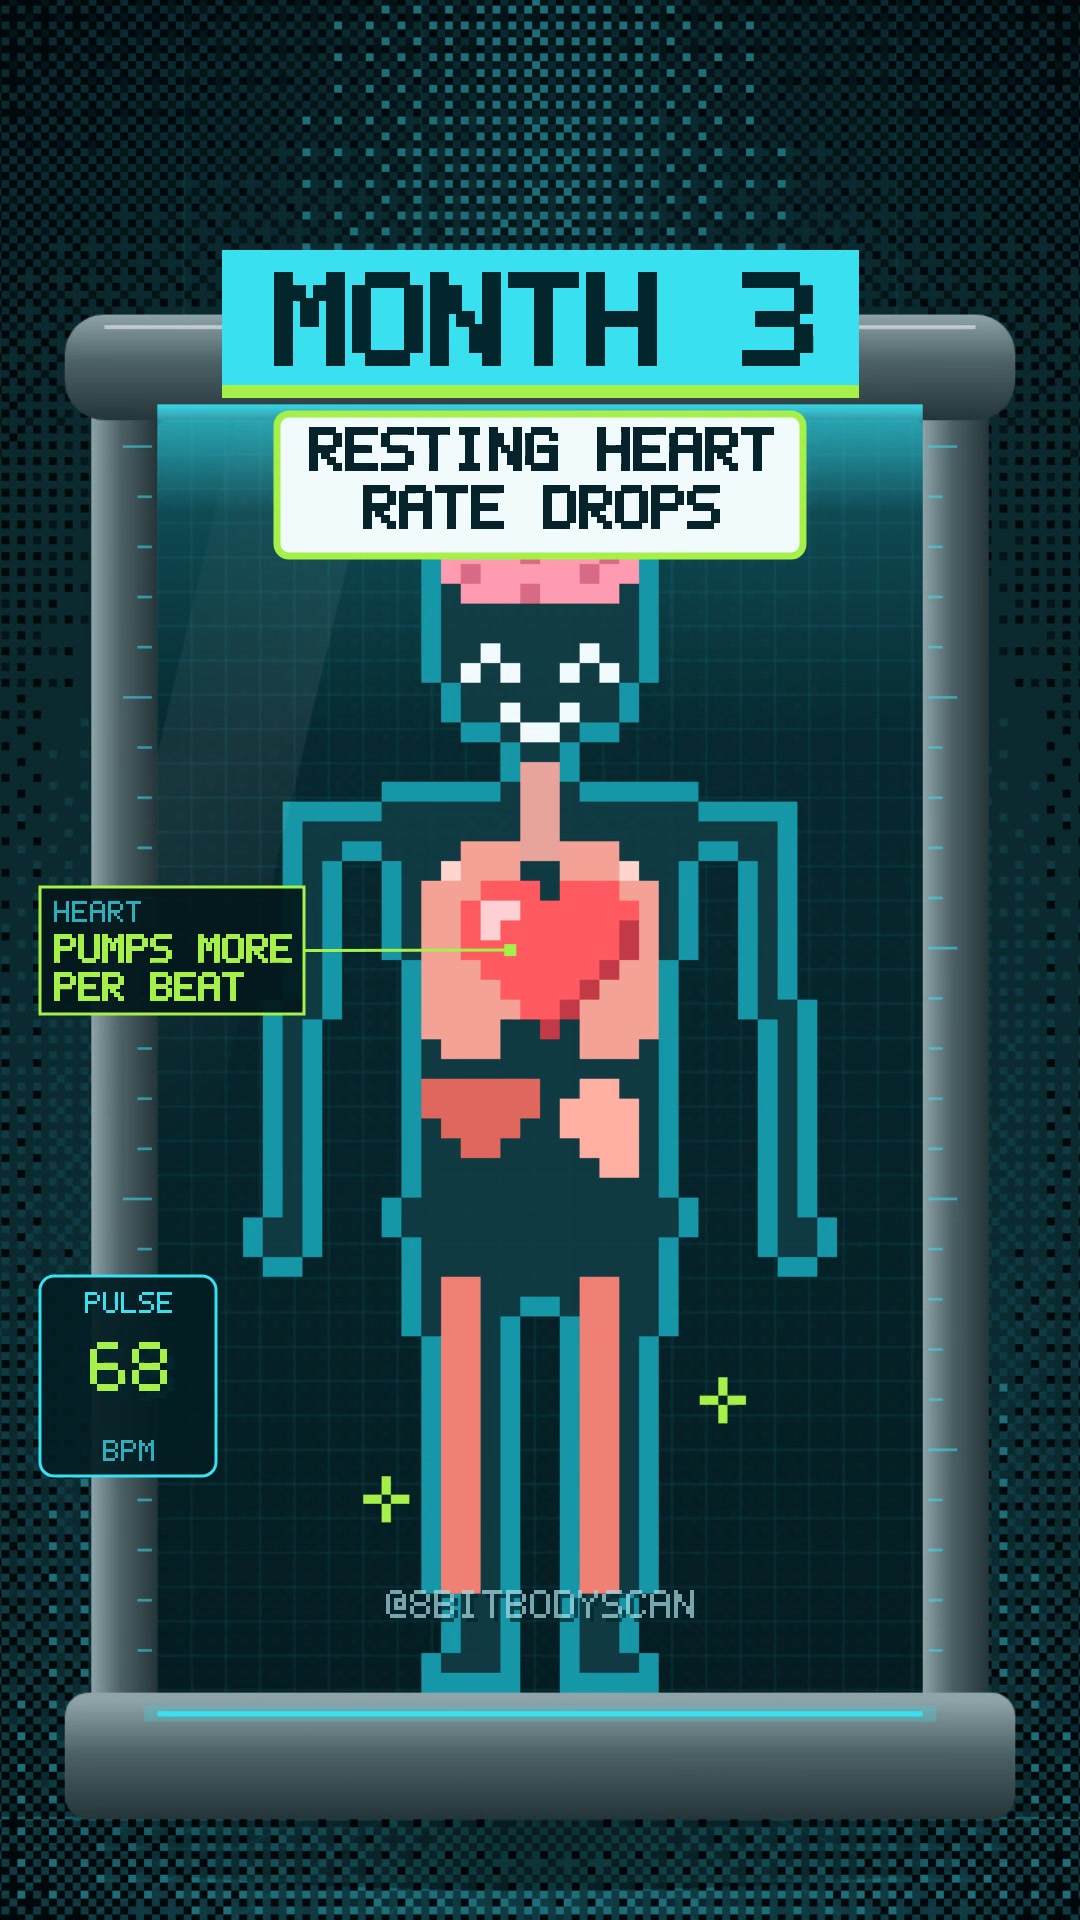 MONTH 3
RESTING HEART
RATE DROPS
HEART
PUMPS MORE
PER BEAT
PULSE
68
BPM
@8BITBODYSCAN